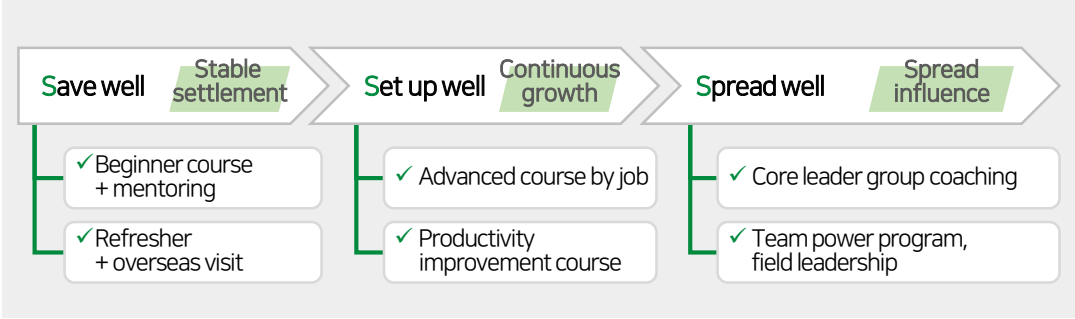 Save well
Stable
settlement
Set up well
Continuous
growth
Spread well
Spread
influence
✓ Beginner course
+ mentoring
✓ Refresher
+ overseas visit
✓ Advanced course by job
✓ Productivity
improvement course
✓ Core leader group coaching
✓ Team power program,
field leadership